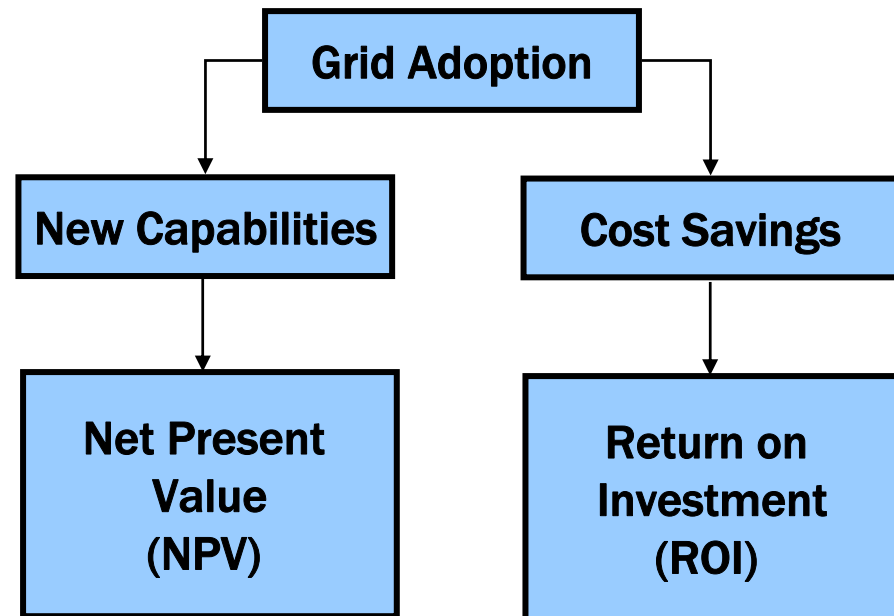 Grid Adoption
New Capabilities
Cost Savings
Net Present
Value
(NPV)
Return on
Investment
(ROI)